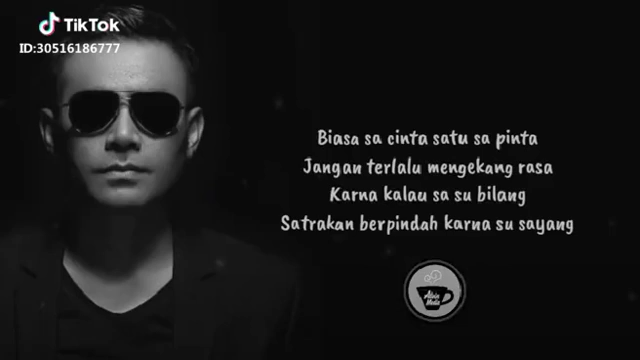 TikTok
ID:30516186777
Biasa sa cinta satu sa pinta
Jangan terlalu mengekang rasa
Karna kalau sa su bilang
Satrakan berpindah karna su sayang
Media